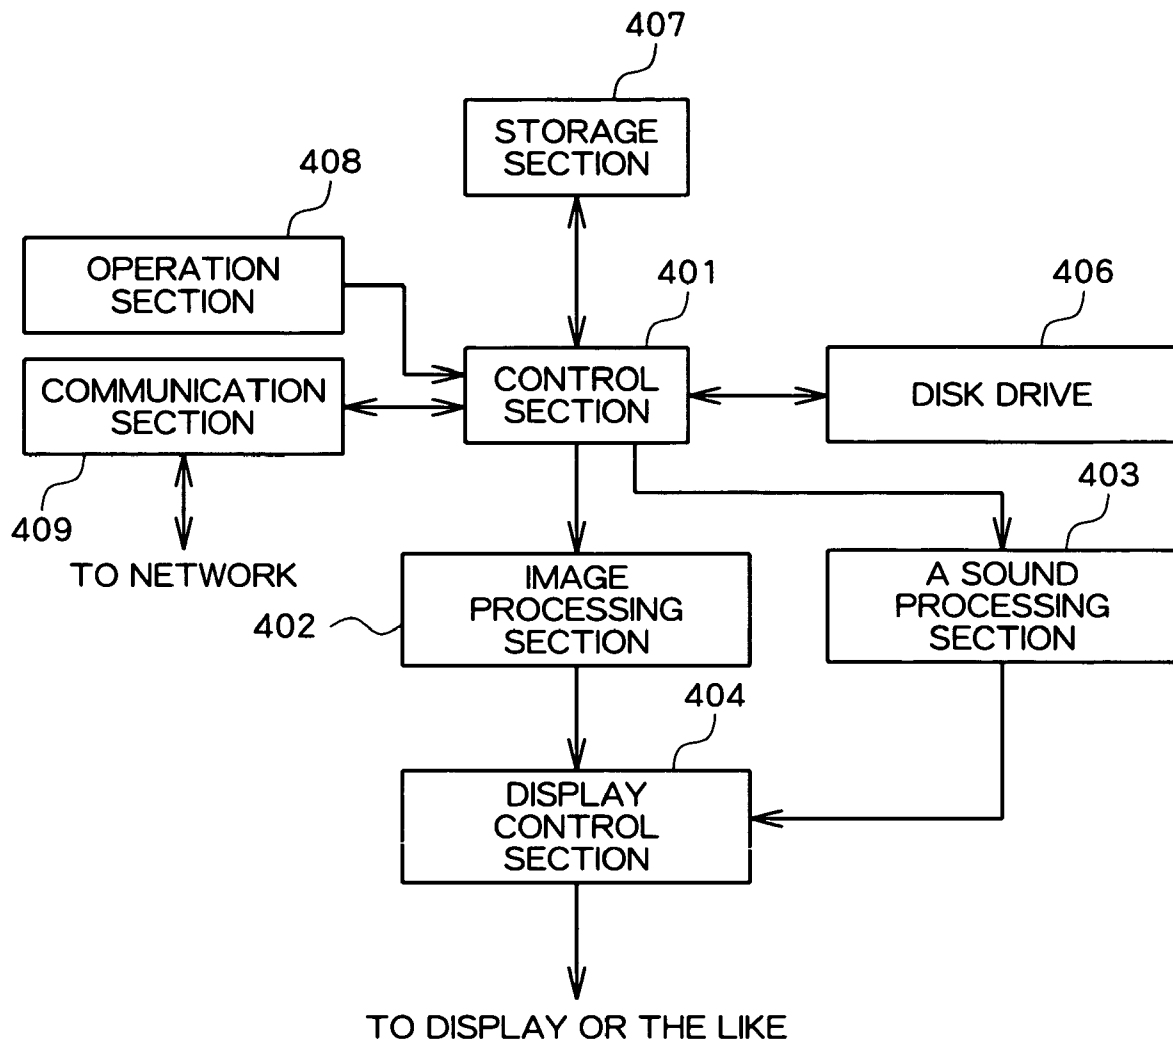 407
STORAGE
SECTION
408
OPERATION
SECTION
401
406
COMMUNICATION
SECTION
CONTROL
SECTION
DISK DRIVE
409
TO NETWORK
403
402
IMAGE
PROCESSING
SECTION
A SOUND
PROCESSING
SECTION
404
DISPLAY
CONTROL
SECTION
TO DISPLAY OR THE LIKE